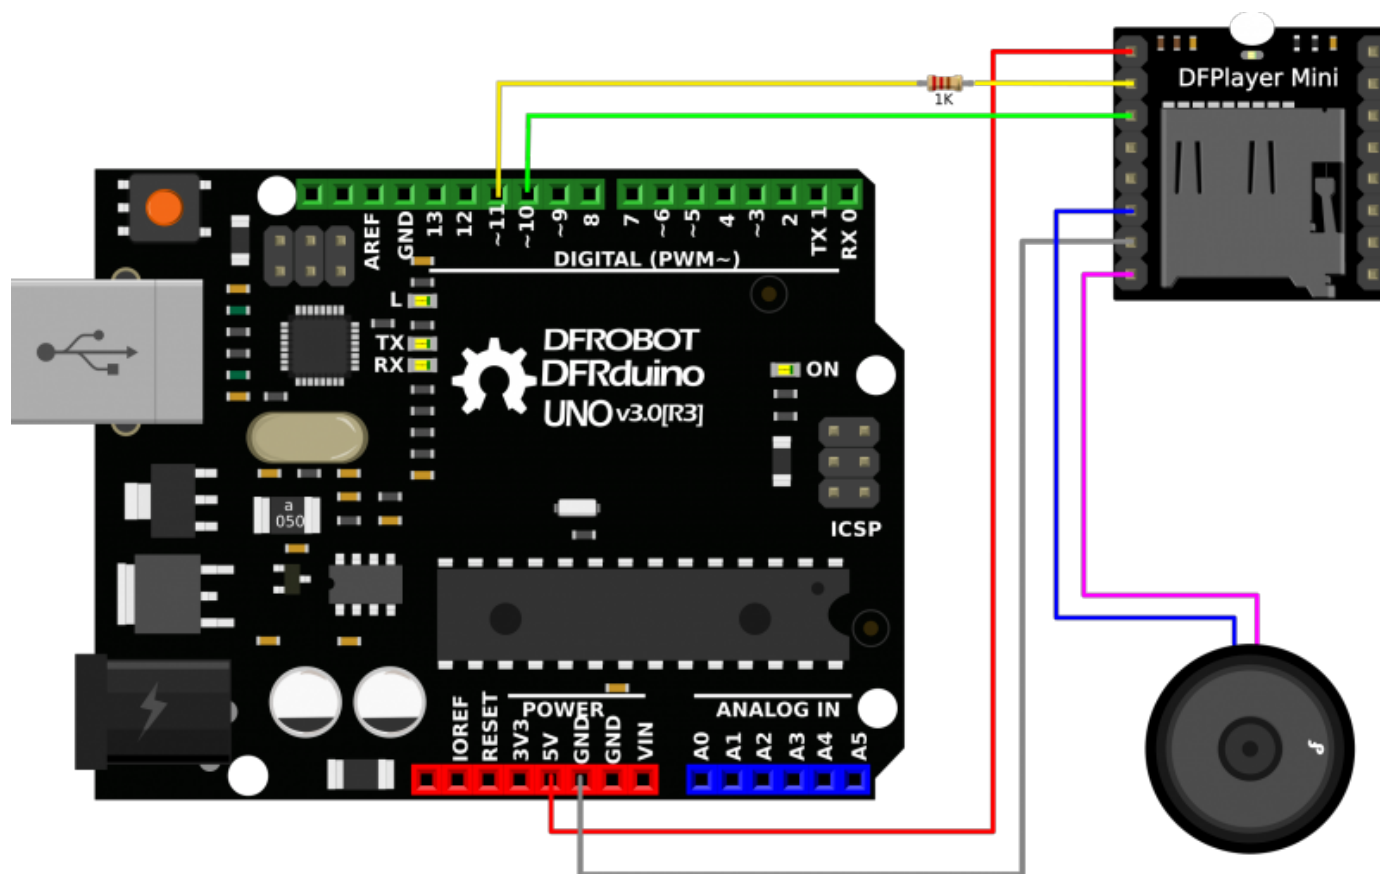 DFPlayer Mini
1K
AREF
GND
13
12
~11
~10
~9
8
7
~6
~5
4
~3
2
TX 1
RX 0
DIGITAL (PWM~)
L
TX
RX
DFROBOT
DFRduino
UNO v3.0[R3]
ON
ICSP
a
050
POWER
ANALOG IN
IOREF
RESET
3V3
5V
GND
GND
VIN
A0
A1
A2
A3
A4
A5